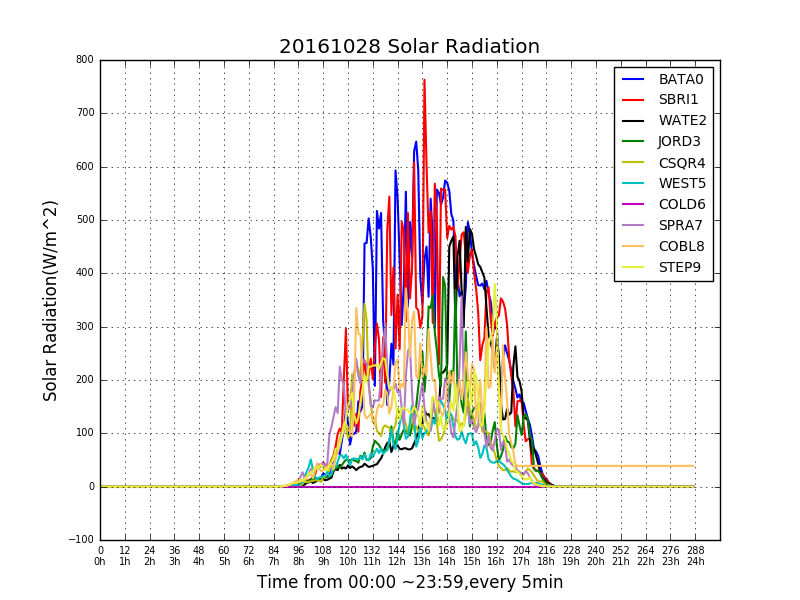 20161028 Solar Radiation
800
700
600
500
400
300
200
100
0
−100
Solar Radiation(W/m^2)
BATA0
SBRI1
WATE2
JORD3
CSQR4
WEST5
COLD6
SPRA7
COBL8
STEP9
0 12 24 36 48 60 72 84 96 108 120 132 144 156 168 180 192 204 216 228 240 252 264 276 288
0h 1h 2h 3h 4h 5h 6h 7h 8h 9h 10h 11h 12h 13h 14h 15h 16h 17h 18h 19h 20h 21h 22h 23h 24h
Time from 00:00 ~23:59,every 5min